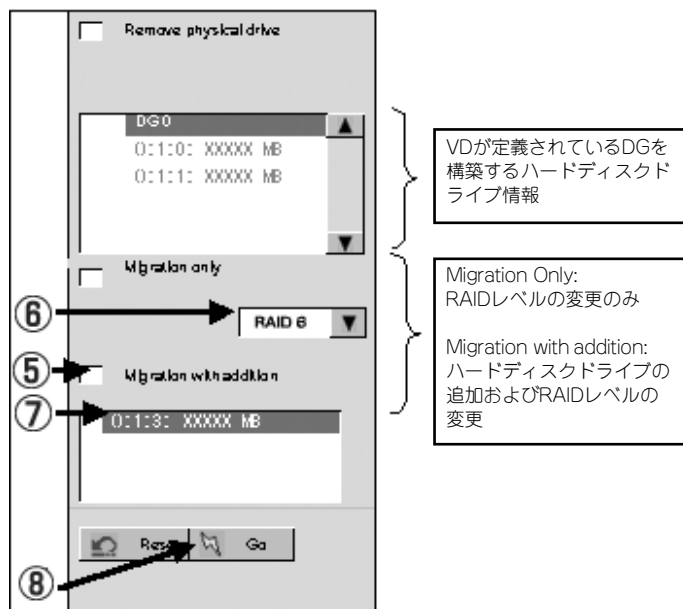 Remove physical drive
DG0
0:1:0: XXXXX MB
0:1:1: XXXXX MB
VDが定義されているDGを
構築するハードディスクド
ライブ情報
Migration only
⑥
RAID 6
Migration Only:
RAIDレベルの変更のみ
Migration with addition:
ハードディスクドライブの
追加およびRAIDレベルの
変更
⑤
Migration with addition
⑦
0:1:3: XXXXX MB
Reset
Go
⑧